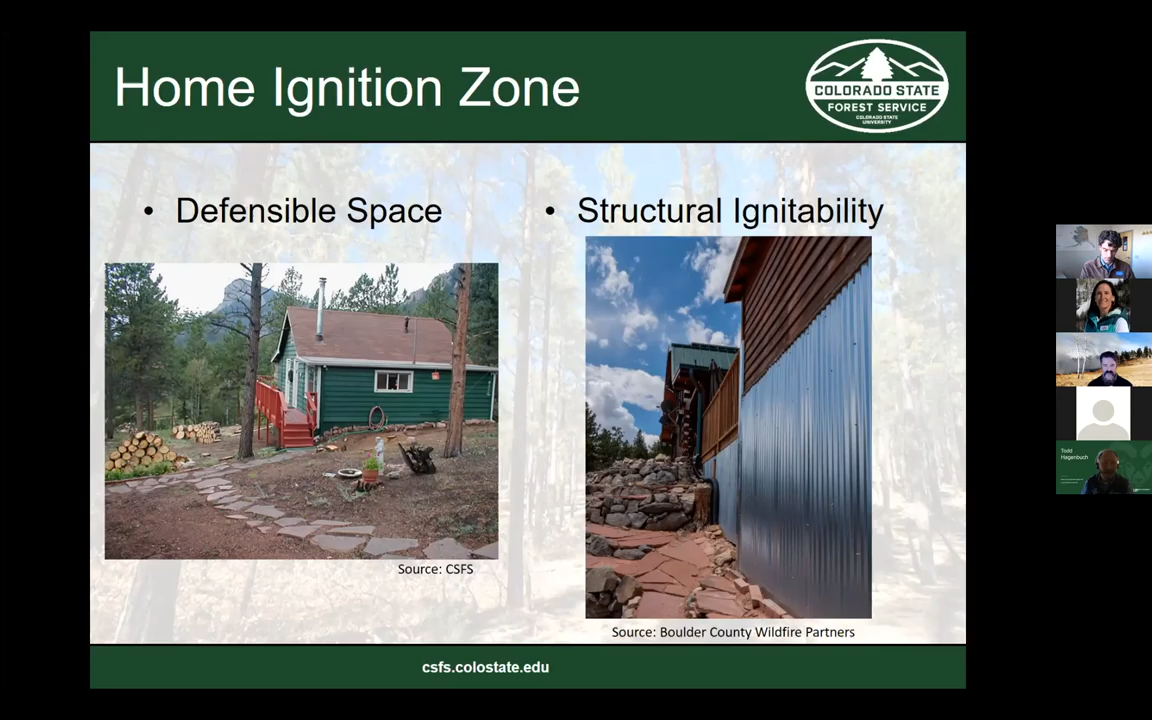 Home Ignition Zone
COLORADO STATE
FOREST SERVICE
COLORADO STATE
UNIVERSITY
• Defensible Space
• Structural Ignitability
Source: CSFS
Source: Boulder County Wildfire Partners
csfs.colostate.edu
Todd
Hagenbuch